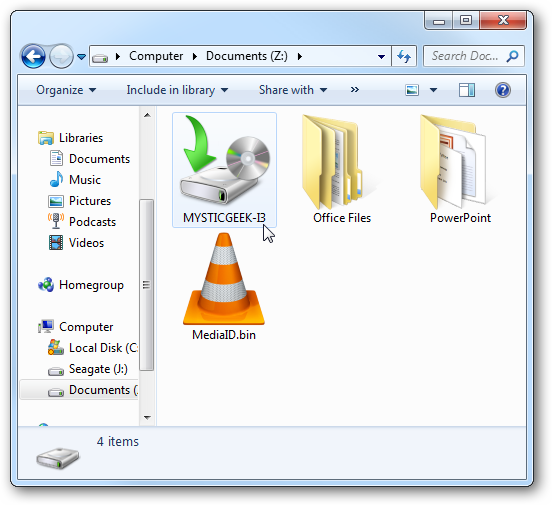 Computer
Documents (Z:)
Search Doc...
Organize
Include in library
Share with
»
Libraries
Documents
Music
Pictures
Podcasts
Videos
Homegroup
Computer
Local Disk (C:
Seagate (J:)
Documents (
MYSTICGEEK-I3
Office Files
PowerPoint
MediaID.bin
4 items